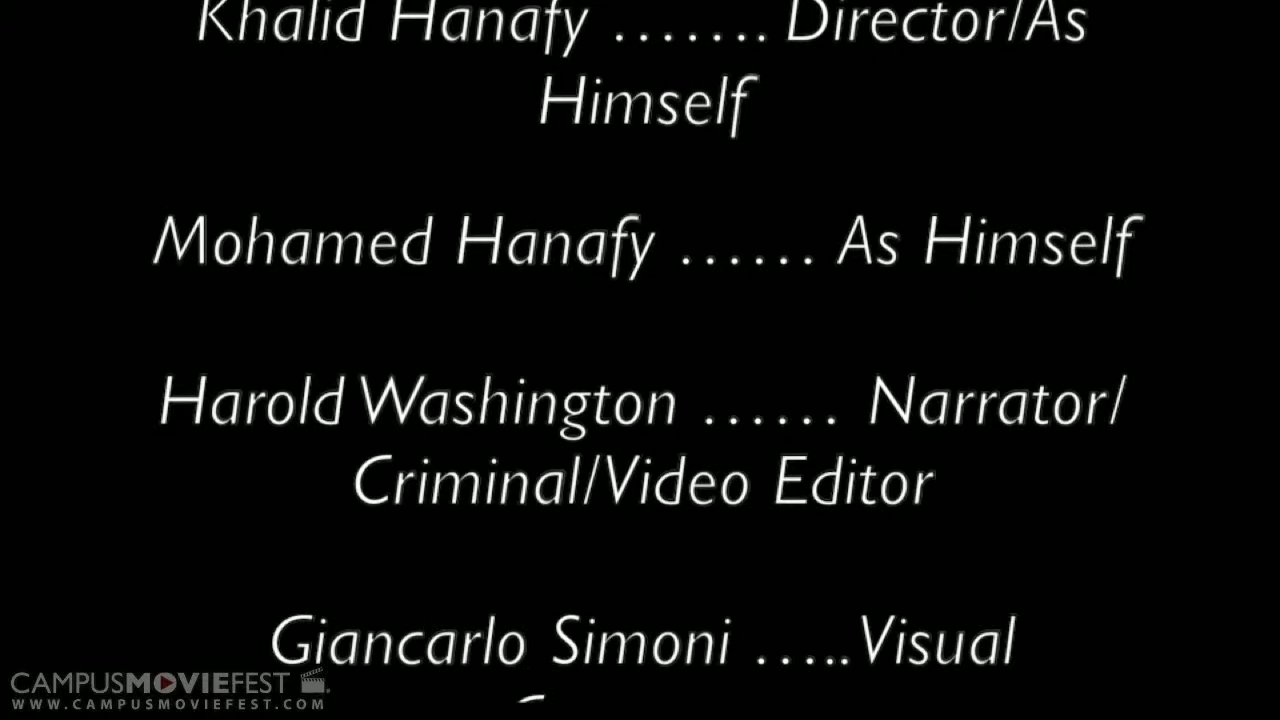 Khalid Hanafy ....... Director/As
Himself
Mohamed Hanafy ...... As Himself
Harold Washington ...... Narrator/
Criminal/Video Editor
Giancarlo Simoni ..... Visual
CAMPUSMOVIEFEST
WWW.CAMPUSMOVIEFEST.COM